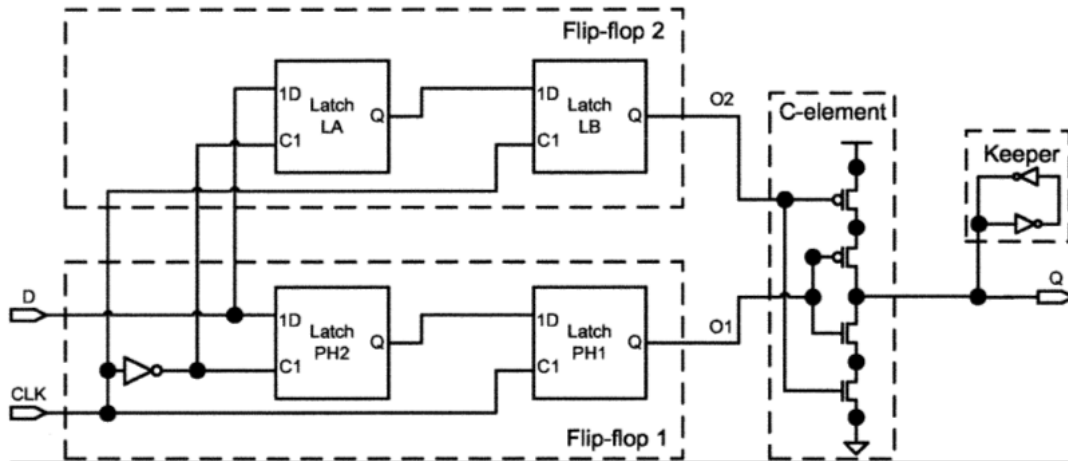 Flip-flop 2
1D
Latch
LA
Q
C1
1D
Latch
LB
Q
C1
O2
C-element
Keeper
D
CLK
1D
Latch
PH2
Q
C1
1D
Latch
PH1
Q
C1
O1
Q
Flip-flop 1